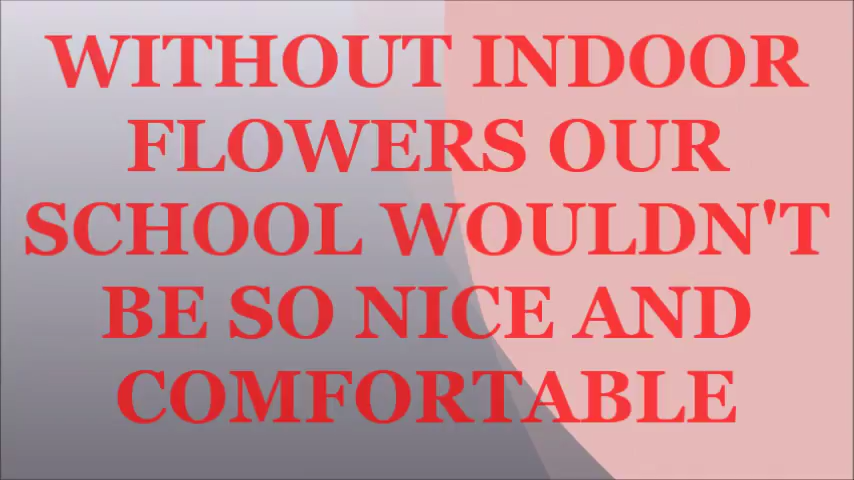 WITHOUT INDOOR
FLOWERS OUR
SCHOOL WOULDN'T
BE SO NICE AND
COMFORTABLE